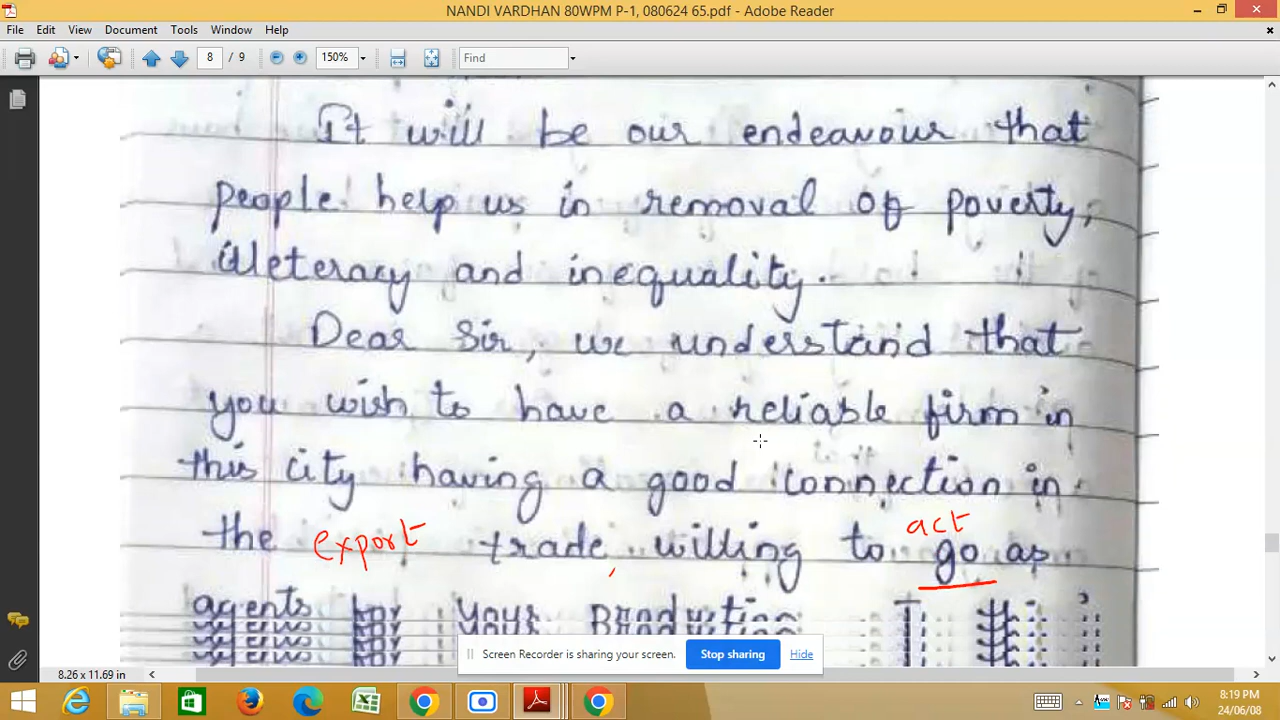 NANDI VARDHAN 80WPM P-1, 080624 65.pdf - Adobe Reader
File Edit View Document Tools Window Help
8 / 9 150% Find
It will be our endeavour that
people help us in removal of poverty,
illeteracy and inequality.
Dear Sir, we understand that
you wish to have a reliable firm in
this city having a good connection in
act
the export trade, willing to go as
agents for your
Screen Recorder is sharing your screen. Stop sharing Hide
8.26 x 11.69 in
8:19 PM
24/06/08